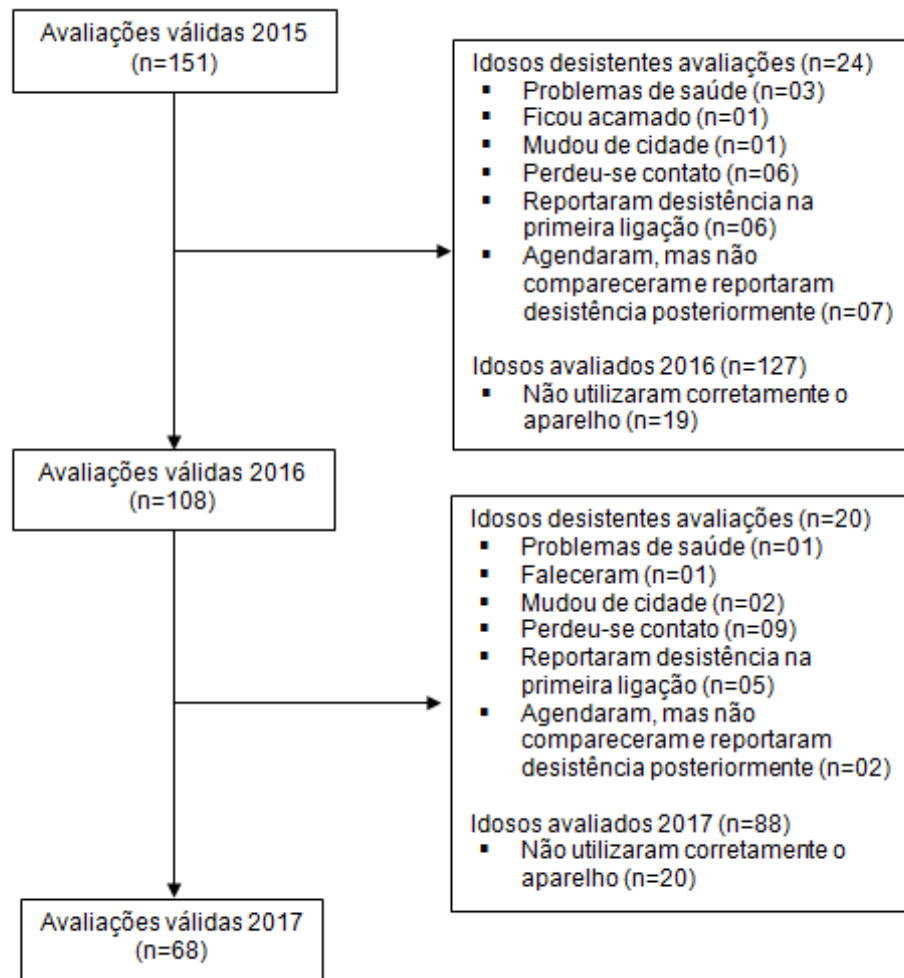 Avaliações válidas 2015
(n=151)
Idosos desistentes avaliações (n=24)
▪ Problemas de saúde (n=03)
▪ Ficou acamado (n=01)
▪ Mudou de cidade (n=01)
▪ Perdeu-se contato (n=06)
▪ Reportaram desistência na
primeira ligação (n=06)
▪ Agendaram, mas não
compareceram e reportaram
desistência posteriormente (n=07)
Idosos avaliados 2016 (n=127)
▪ Não utilizaram corretamente o
aparelho (n=19)
Avaliações válidas 2016
(n=108)
Idosos desistentes avaliações (n=20)
▪ Problemas de saúde (n=01)
▪ Faleceram (n=01)
▪ Mudou de cidade (n=02)
▪ Perdeu-se contato (n=09)
▪ Reportaram desistência na
primeira ligação (n=05)
▪ Agendaram, mas não
compareceram e reportaram
desistência posteriormente (n=02)
Idosos avaliados 2017 (n=88)
▪ Não utilizaram corretamente o
aparelho (n=20)
Avaliações válidas 2017
(n=68)